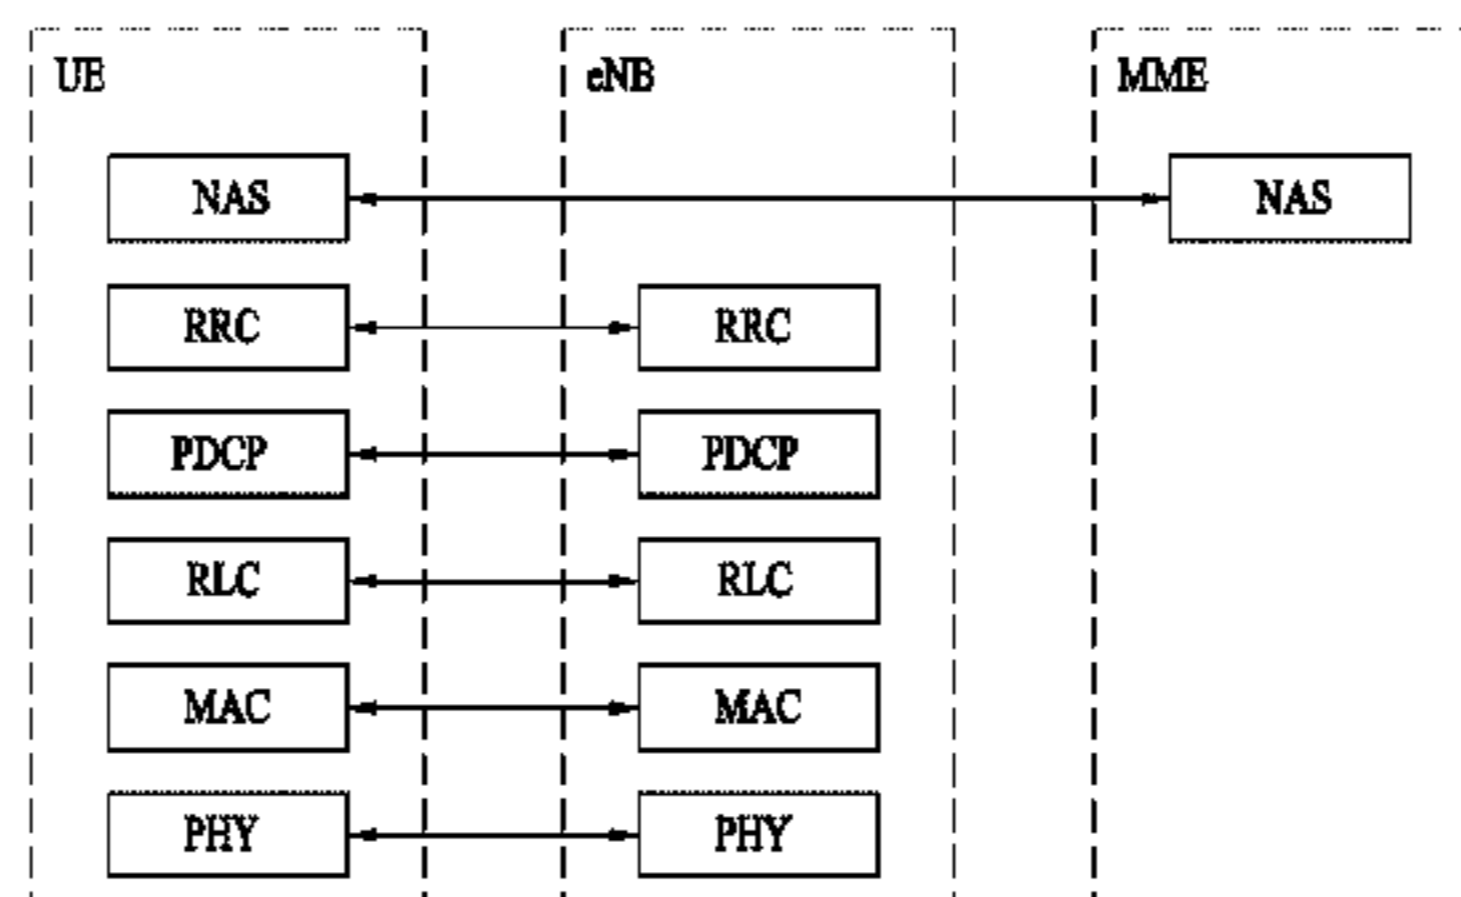 UE eNB MME
NAS NAS
RRC RRC
PDCP PDCP
RLC RLC
MAC MAC
PHY PHY